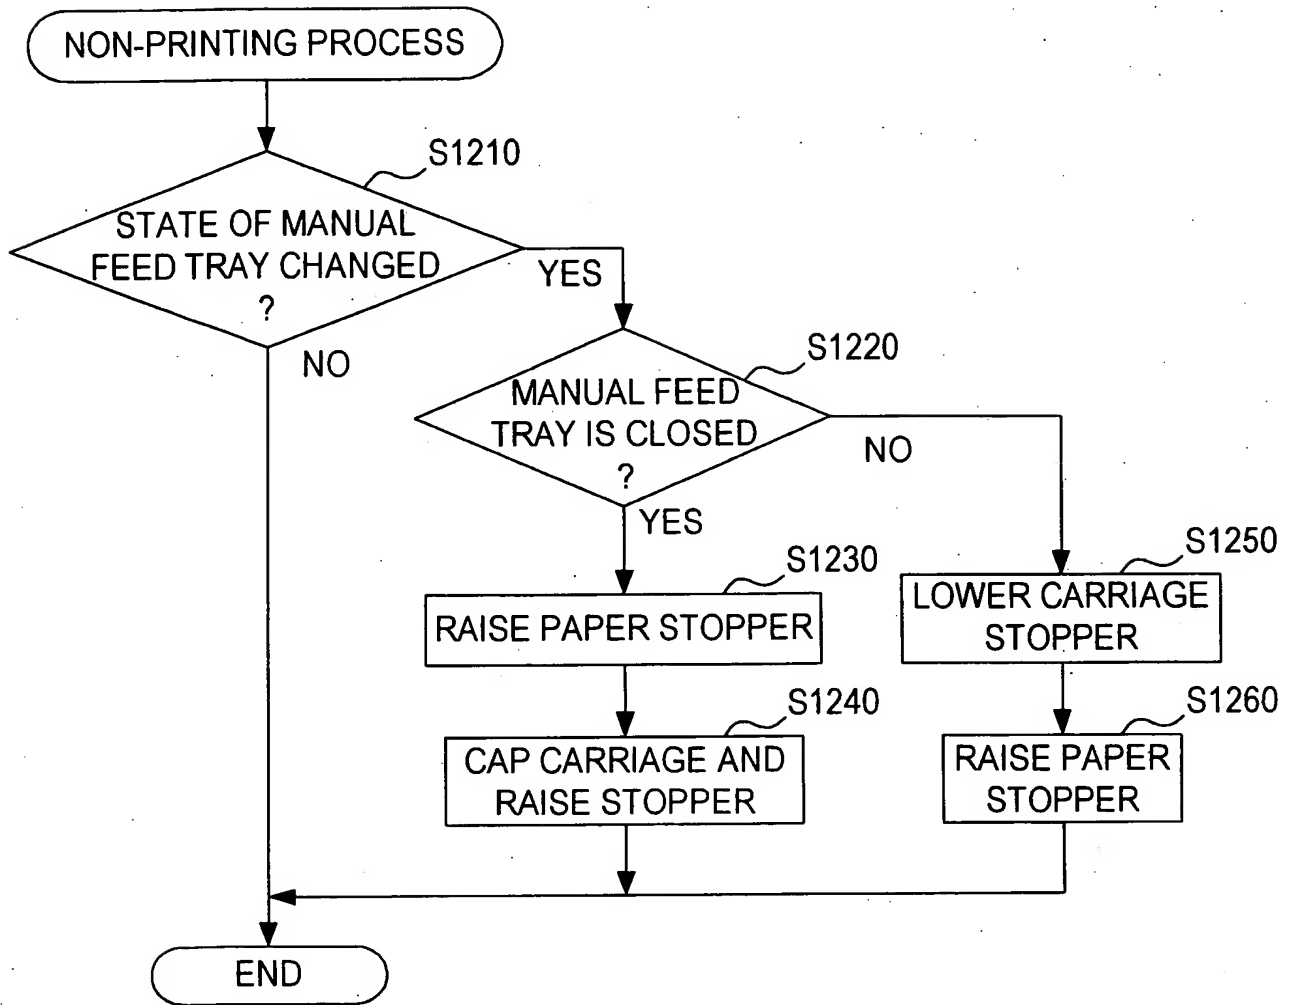 NON-PRINTING PROCESS
S1210
STATE OF MANUAL
FEED TRAY CHANGED
?
YES
NO
S1220
MANUAL FEED
TRAY IS CLOSED
?
NO
YES
S1230
RAISE PAPER STOPPER
S1250
LOWER CARRIAGE
STOPPER
S1240
CAP CARRIAGE AND
RAISE STOPPER
S1260
RAISE PAPER
STOPPER
END